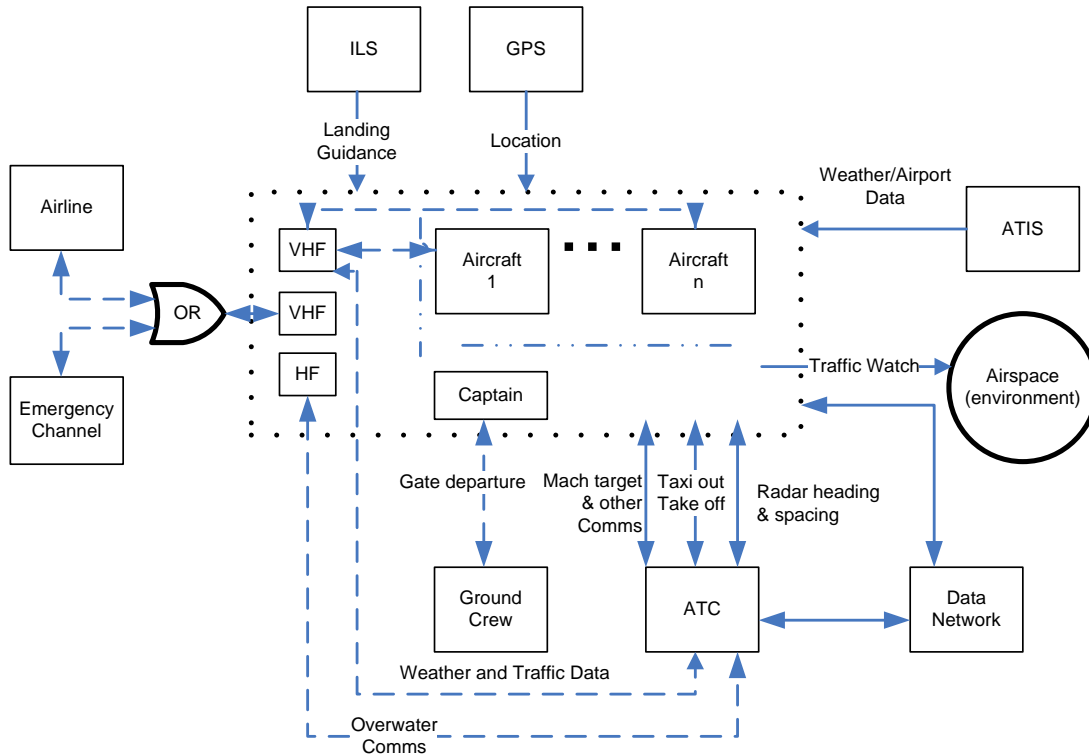 ILS
GPS
Landing
Guidance
Location
Airline
Weather/Airport
Data
ATIS
VHF
Aircraft
1
Aircraft
n
OR
VHF
HF
Traffic Watch
Airspace
(environment)
Emergency
Channel
Captain
Gate departure
Mach target
& other
Comms
Taxi out
Take off
Radar heading
& spacing
Ground
Crew
ATC
Data
Network
Weather and Traffic Data
Overwater
Comms